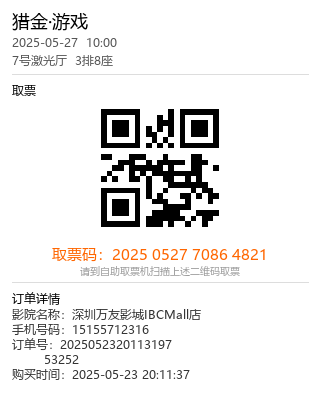 猎金·游戏
2025-05-27 10:00
7号激光厅 3排8座
取票
取票码：2025 0527 7086 4821
请到自助取票机扫描上述二维码取票
订单详情
影院名称：深圳万友影城IBCMall店
手机号码：15155712316
订单号：2025052320113197
53252
购买时间：2025-05-23 20:11:37